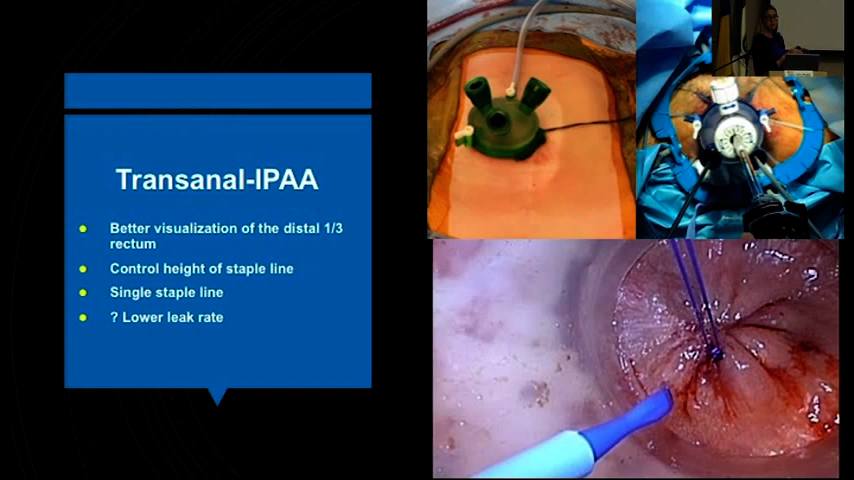 Transanal-IPAA
Better visualization of the distal 1/3
rectum
Control height of staple line
Single staple line
? Lower leak rate